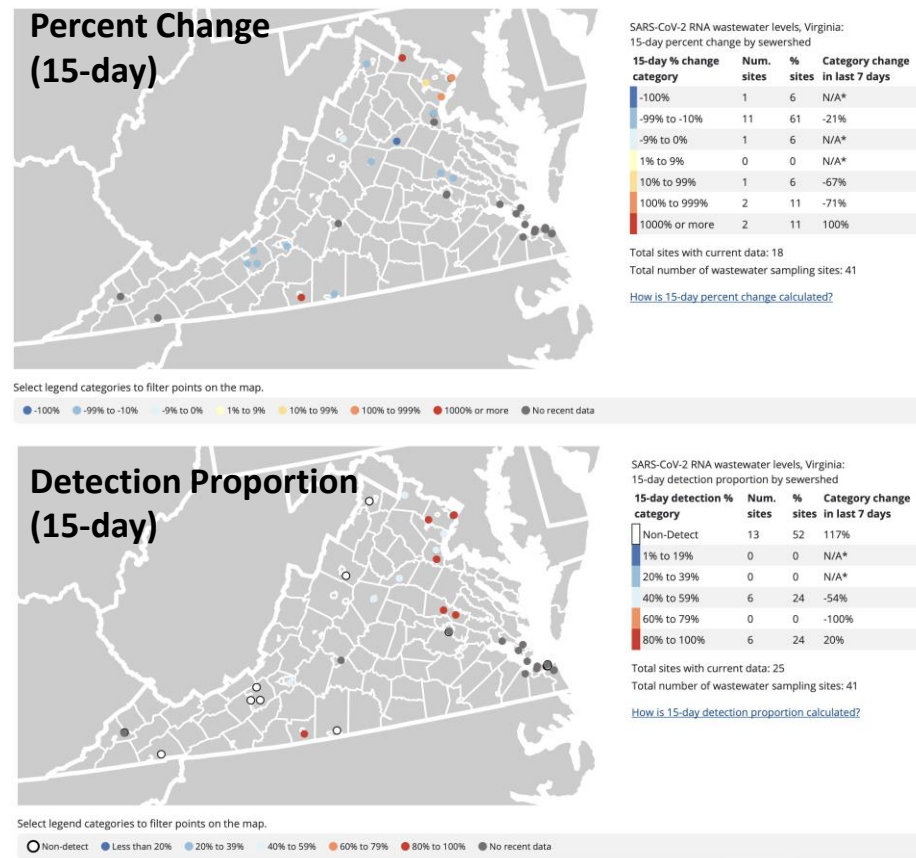 Percent Change
(15-day)
SARS-CoV-2 RNA wastewater levels, Virginia:
15-day percent change by sewershed
15-day % change category Num. sites % sites Category change in last 7 days
-100% 1 6 N/A*
-99% to -10% 11 61 -21%
-9% to 0% 1 6 N/A*
1% to 9% 0 0 N/A*
10% to 99% 1 6 -67%
100% to 999% 2 11 -71%
1000% or more 2 11 100%
Total sites with current data: 18
Total number of wastewater sampling sites: 41
How is 15-day percent change calculated?
Select legend categories to filter points on the map.
-100% -99% to -10% -9% to 0% 1% to 9% 10% to 99% 100% to 999% 1000% or more No recent data
Detection Proportion
(15-day)
SARS-CoV-2 RNA wastewater levels, Virginia:
15-day detection proportion by sewershed
15-day detection % category Num. sites % sites Category change in last 7 days
Non-Detect 13 52 117%
1% to 19% 0 0 N/A*
20% to 39% 0 0 N/A*
40% to 59% 6 24 -54%
60% to 79% 0 0 -100%
80% to 100% 6 24 20%
Total sites with current data: 25
Total number of wastewater sampling sites: 41
How is 15-day detection proportion calculated?
Select legend categories to filter points on the map.
Non-detect Less than 20% 20% to 39% 40% to 59% 60% to 79% 80% to 100% No recent data